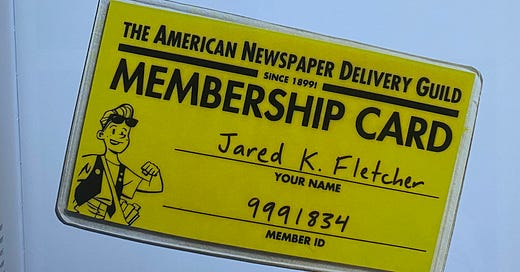 THE AMERICAN NEWSPAPER DELIVERY GUILD
SINCE 1899!
MEMBERSHIP CARD
Jared K. Fletcher
YOUR NAME
9991834
MEMBER ID